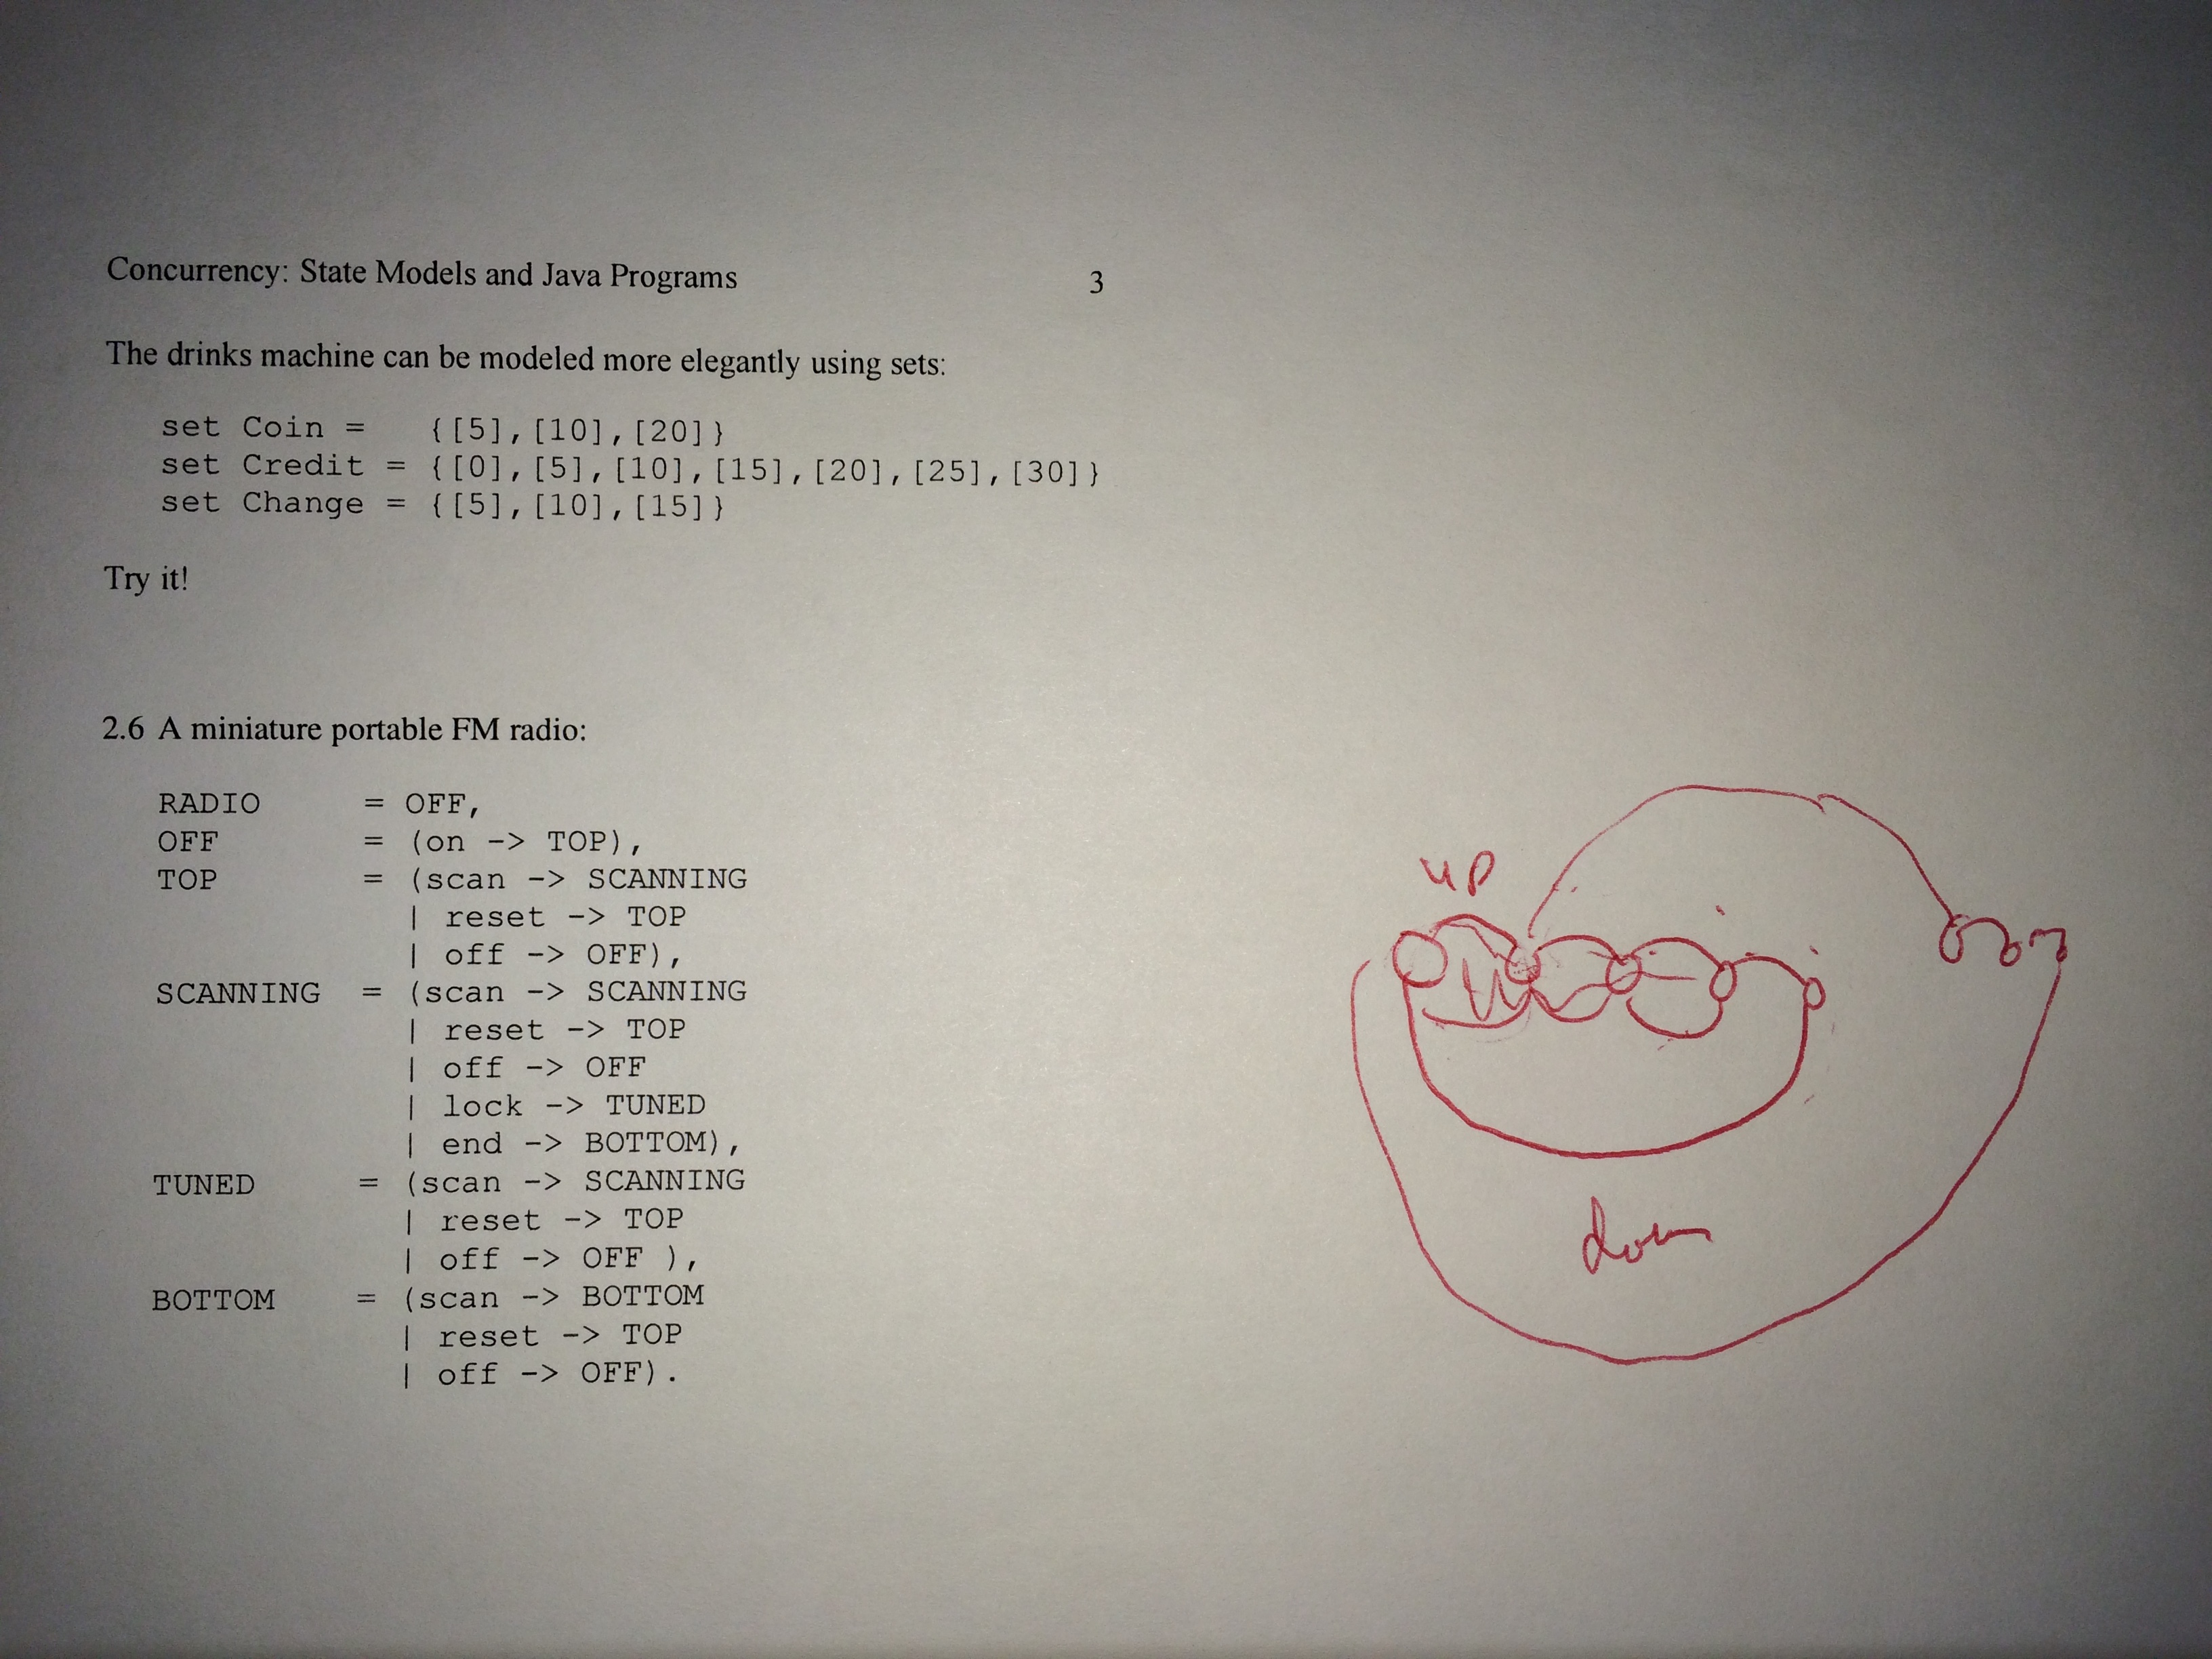 Concurrency: State Models and Java Programs 3
The drinks machine can be modeled more elegantly using sets:
set Coin = {[5],[10],[20]}
set Credit = {[0],[5],[10],[15],[20],[25],[30]}
set Change = {[5],[10],[15]}
Try it!
2.6 A miniature portable FM radio:
RADIO = OFF,
OFF = (on -> TOP),
TOP = (scan -> SCANNING
| reset -> TOP
| off -> OFF),
SCANNING = (scan -> SCANNING
| reset -> TOP
| off -> OFF
| lock -> TUNED
| end -> BOTTOM),
TUNED = (scan -> SCANNING
| reset -> TOP
| off -> OFF ),
BOTTOM = (scan -> BOTTOM
| reset -> TOP
| off -> OFF).
up
down